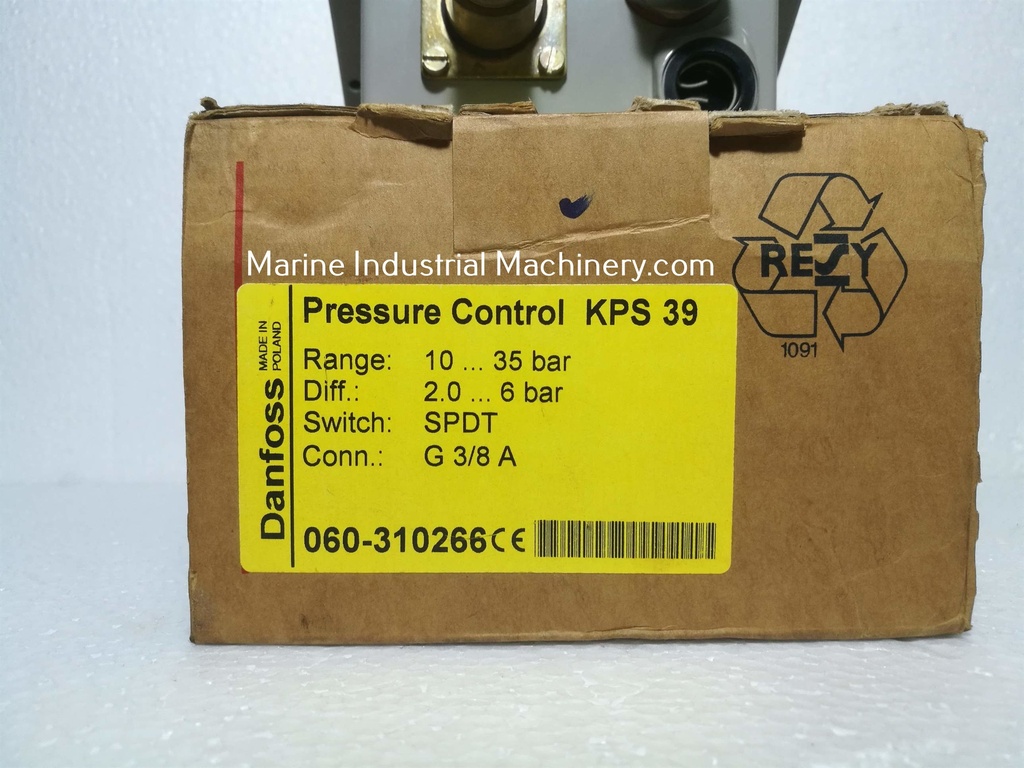 Marine Industrial Machinery.com
RESY
1091
Danfoss
MADE IN
POLAND
Pressure Control KPS 39
Range: 10 ... 35 bar
Diff.: 2.0 ... 6 bar
Switch: SPDT
Conn.: G 3/8 A
060-310266 CE